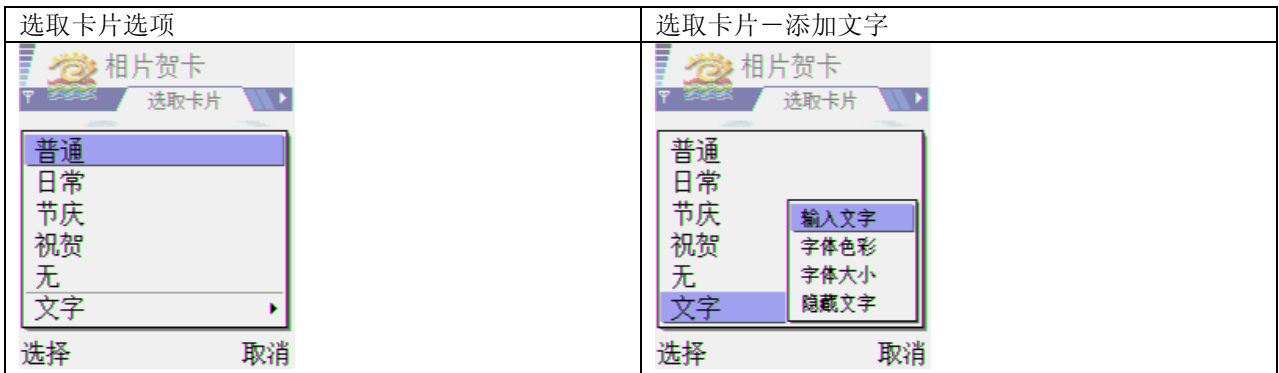 选取卡片选项
相片贺卡
选取卡片
普通
日常
节庆
祝贺
无
文字
选择 取消
选取卡片－添加文字
相片贺卡
选取卡片
普通
日常
节庆
祝贺
无
文字
输入文字
字体色彩
字体大小
隐藏文字
选择 取消